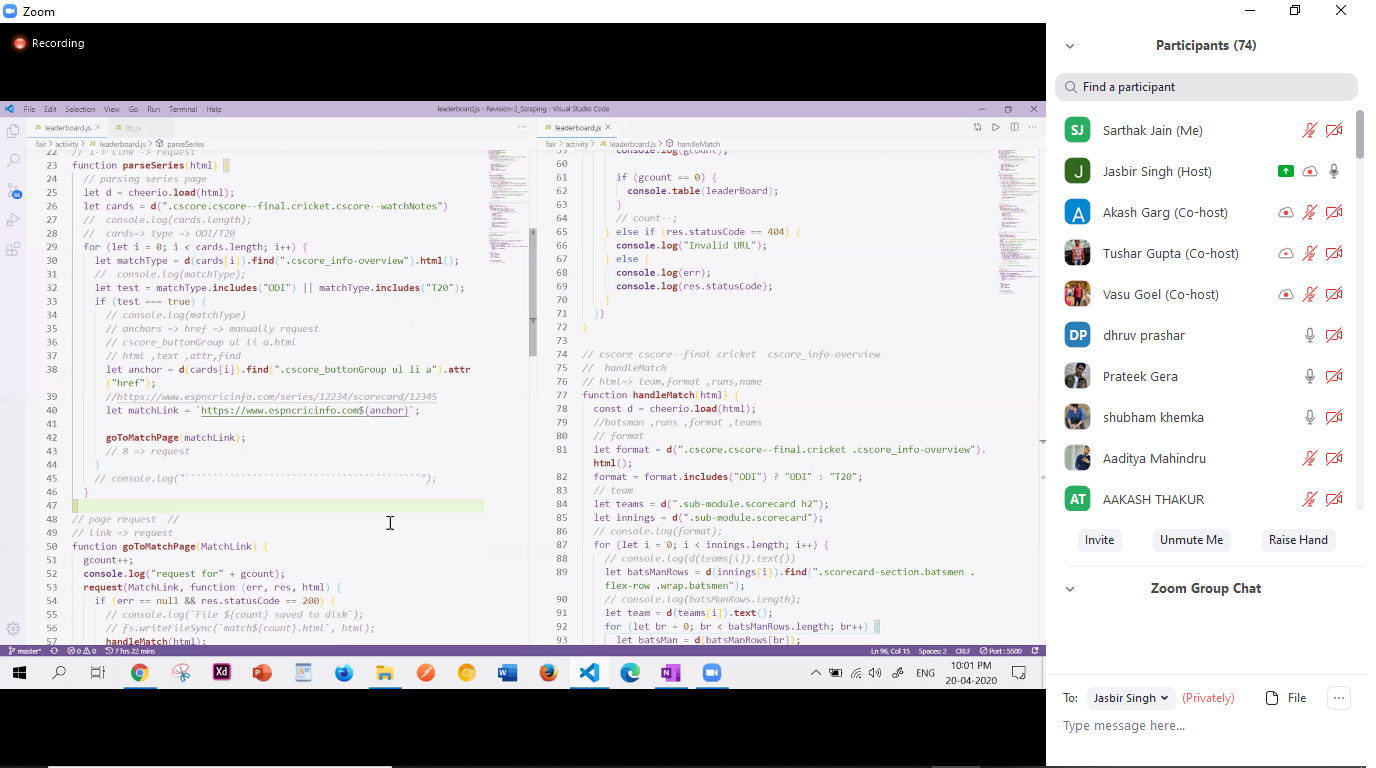 Zoom
Recording
File Edit Selection View Go Run Terminal Help
leaderboard.js - Revision-2_Scraping - Visual Studio Code
JS leaderboard.js
JS leaderboard.js
fair > activity > JS leaderboard.js > parseSeries
22 // 1-> link -> request
23 function parseSeries(html) {
24 // parsing series page
25 let d = cheerio.load(html);
26 let cards = d(".cscore.cscore--final.cricket.cscore--watchNotes")
27 // console.log(cards.length);
28 // cards=> type => ODI/T20
29 for (let i = 0; i < cards.length; i++) {
30 let matchType = d(cards[i]).find(".cscore_info-overview").html();
31 // console.log(matchType);
32 let test = matchType.includes("ODI") || matchType.includes("T20");
33 if (test === true) {
34 // console.log(matchType)
35 // anchors => href => manually request
36 // cscore_buttonGroup ul li a.html
37 // html ,text ,attr,find
38 let anchor = d(cards[i]).find(".cscore_buttonGroup ul li a").attr
("href");
39 //https://www.espncricinfo.com/series/12234/scorecard/12345
40 let matchLink = `https://www.espncricinfo.com${anchor}`;
41
42 goToMatchPage(matchLink);
43 // 8 => request
44 }
45 // console.log("
");
46 }
47 }
48 // page request //
49 // link => request
50 function goToMatchPage(MatchLink) {
51 gcount++;
52 console.log("request for" + gcount);
53 request(MatchLink, function (err, res, html) {
54 if (err == null && res.statusCode == 200) {
55 // console.log(`File ${count} saved to disk`);
56 // fs.writeFileSync(`match${count}.html`, html);
57 handleMatch(html);
fair > activity > JS leaderboard.js > handleMatch
59 console.log(gcount);
60
61 if (gcount == 0) {
62 console.table(leaderBoard);
63 }
64 // count--;
65 } else if (res.statusCode == 404) {
66 console.log("Invalid URL");
67 } else {
68 console.log(err);
69 console.log(res.statusCode);
70 }
71 })
72 }
73
74 // cscore cscore--final cricket cscore_info-overview
75 // handleMatch
76 // html=> team,format ,runs,name
77 function handleMatch(html) {
78 const d = cheerio.load(html);
79 //batsman ,runs ,format ,teams
80 // format
81 let format = d(".cscore.cscore--final.cricket .cscore_info-overview").
html();
82 format = format.includes("ODI") ? "ODI" : "T20";
83 // team
84 let teams = d(".sub-module.scorecard h2");
85 let innings = d(".sub-module.scorecard");
86 // console.log(format);
87 for (let i = 0; i < innings.length; i++) {
88 // console.log(d(teams[i]).text())
89 let batsManRows = d(innings[i]).find(".scorecard-section.batsmen .
flex-row .wrap.batsmen");
90 // console.log(batsManRows.length);
91 let team = d(teams[i]).text();
92 for (let br = 0; br < batsManRows.length; br++) {
93 let batsMan = d(batsManRows[br]);
master* 0 0 7 hrs 22 mins
Ln 96, Col 15 Spaces: 2 CRLF Port : 5500
ENG
10:01 PM
20-04-2020
Participants (74)
Find a participant
SJ Sarthak Jain (Me)
J Jasbir Singh (Host)
A Akash Garg (Co-host)
Tushar Gupta (Co-host)
Vasu Goel (Co-host)
DP dhruv prashar
Prateek Gera
shubham khemka
Aaditya Mahindru
AT AAKASH THAKUR
Invite Unmute Me Raise Hand
Zoom Group Chat
To: Jasbir Singh (Privately) File ...
Type message here...